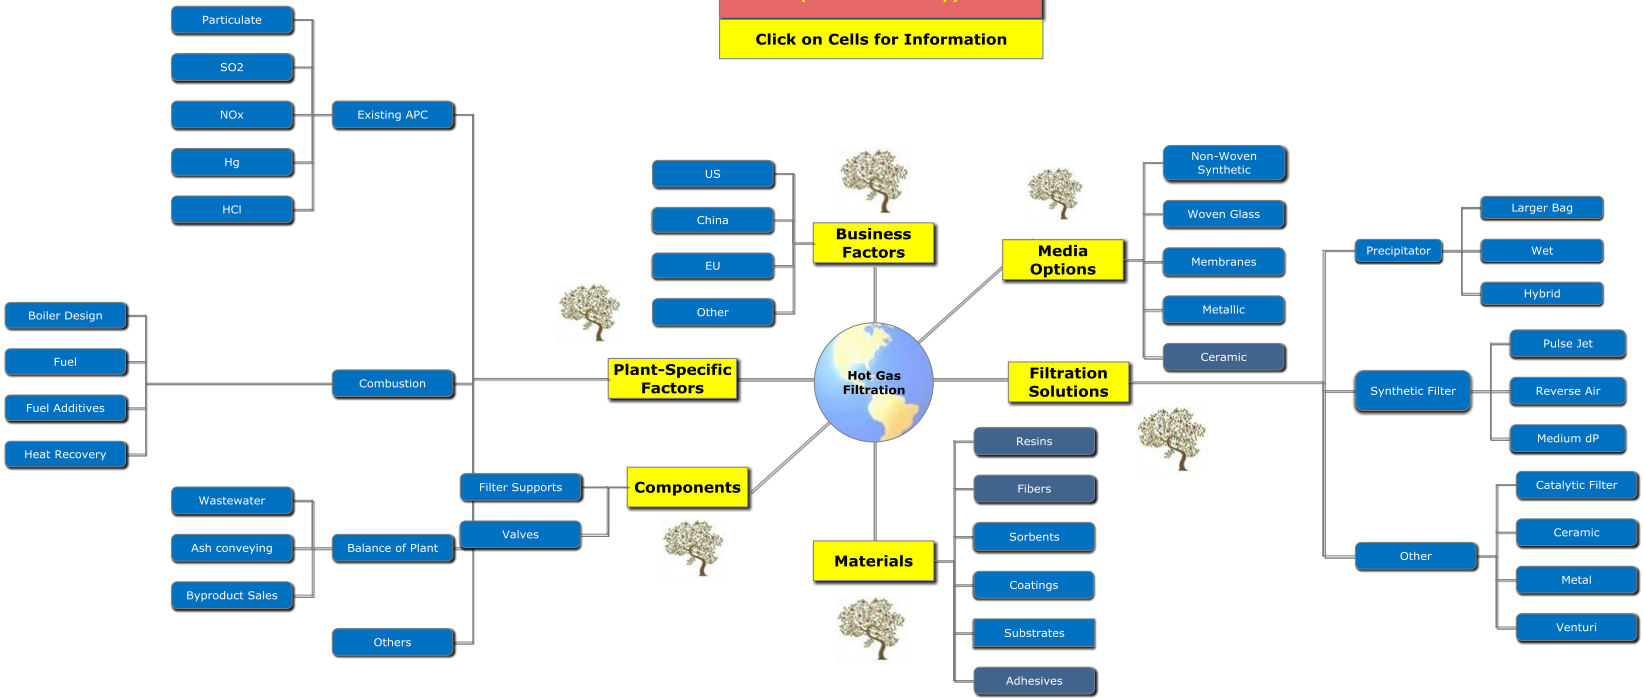 Click on Cells for Information
Particulate
SO2
NOx
Hg
HCl
Existing APC
Boiler Design
Fuel
Fuel Additives
Heat Recovery
Combustion
Wastewater
Ash conveying
Byproduct Sales
Balance of Plant
Others
Plant-Specific
Factors
Filter Supports
Valves
Components
US
China
EU
Other
Business
Factors
Hot Gas
Filtration
Materials
Resins
Fibers
Sorbents
Coatings
Substrates
Adhesives
Media
Options
Non-Woven
Synthetic
Woven Glass
Membranes
Metallic
Ceramic
Filtration
Solutions
Precipitator
Larger Bag
Wet
Hybrid
Synthetic Filter
Pulse Jet
Reverse Air
Medium dP
Other
Catalytic Filter
Ceramic
Metal
Venturi